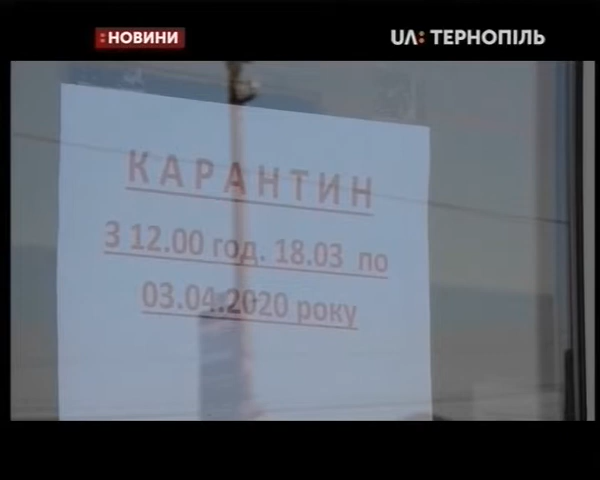 :НОВИНИ
UA: ТЕРНОПІЛЬ
КАРАНТИН
З 12.00 год. 18.03 по
03.04.2020 року